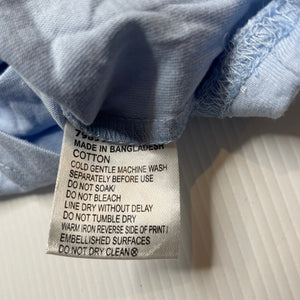 MADE IN BANGLADESH
COTTON
COLD GENTLE MACHINE WASH
SEPARATELY BEFORE USE
DO NOT SOAK/
DO NOT BLEACH
LINE DRY WITHOUT DELAY
DO NOT TUMBLE DRY
WARM IRON REVERSE SIDE OF PRINT/
EMBELLISHED SURFACES
DO NOT DRY CLEAN